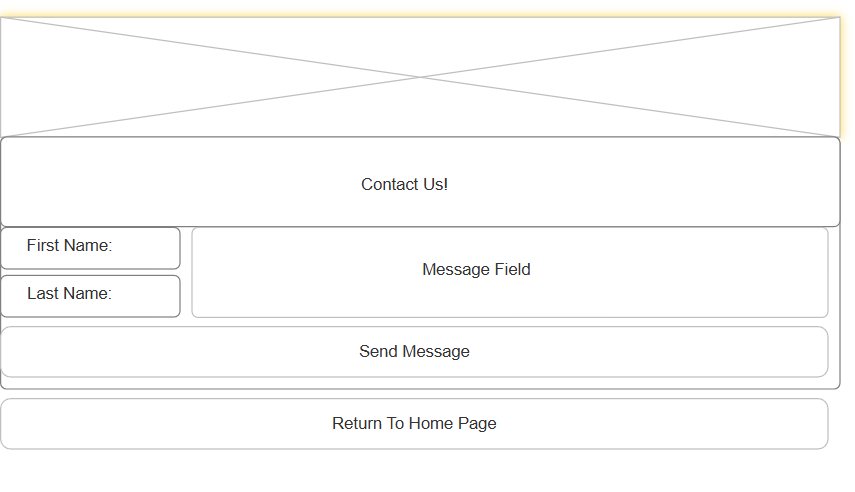 Contact Us!
First Name:
Message Field
Last Name:
Send Message
Return To Home Page